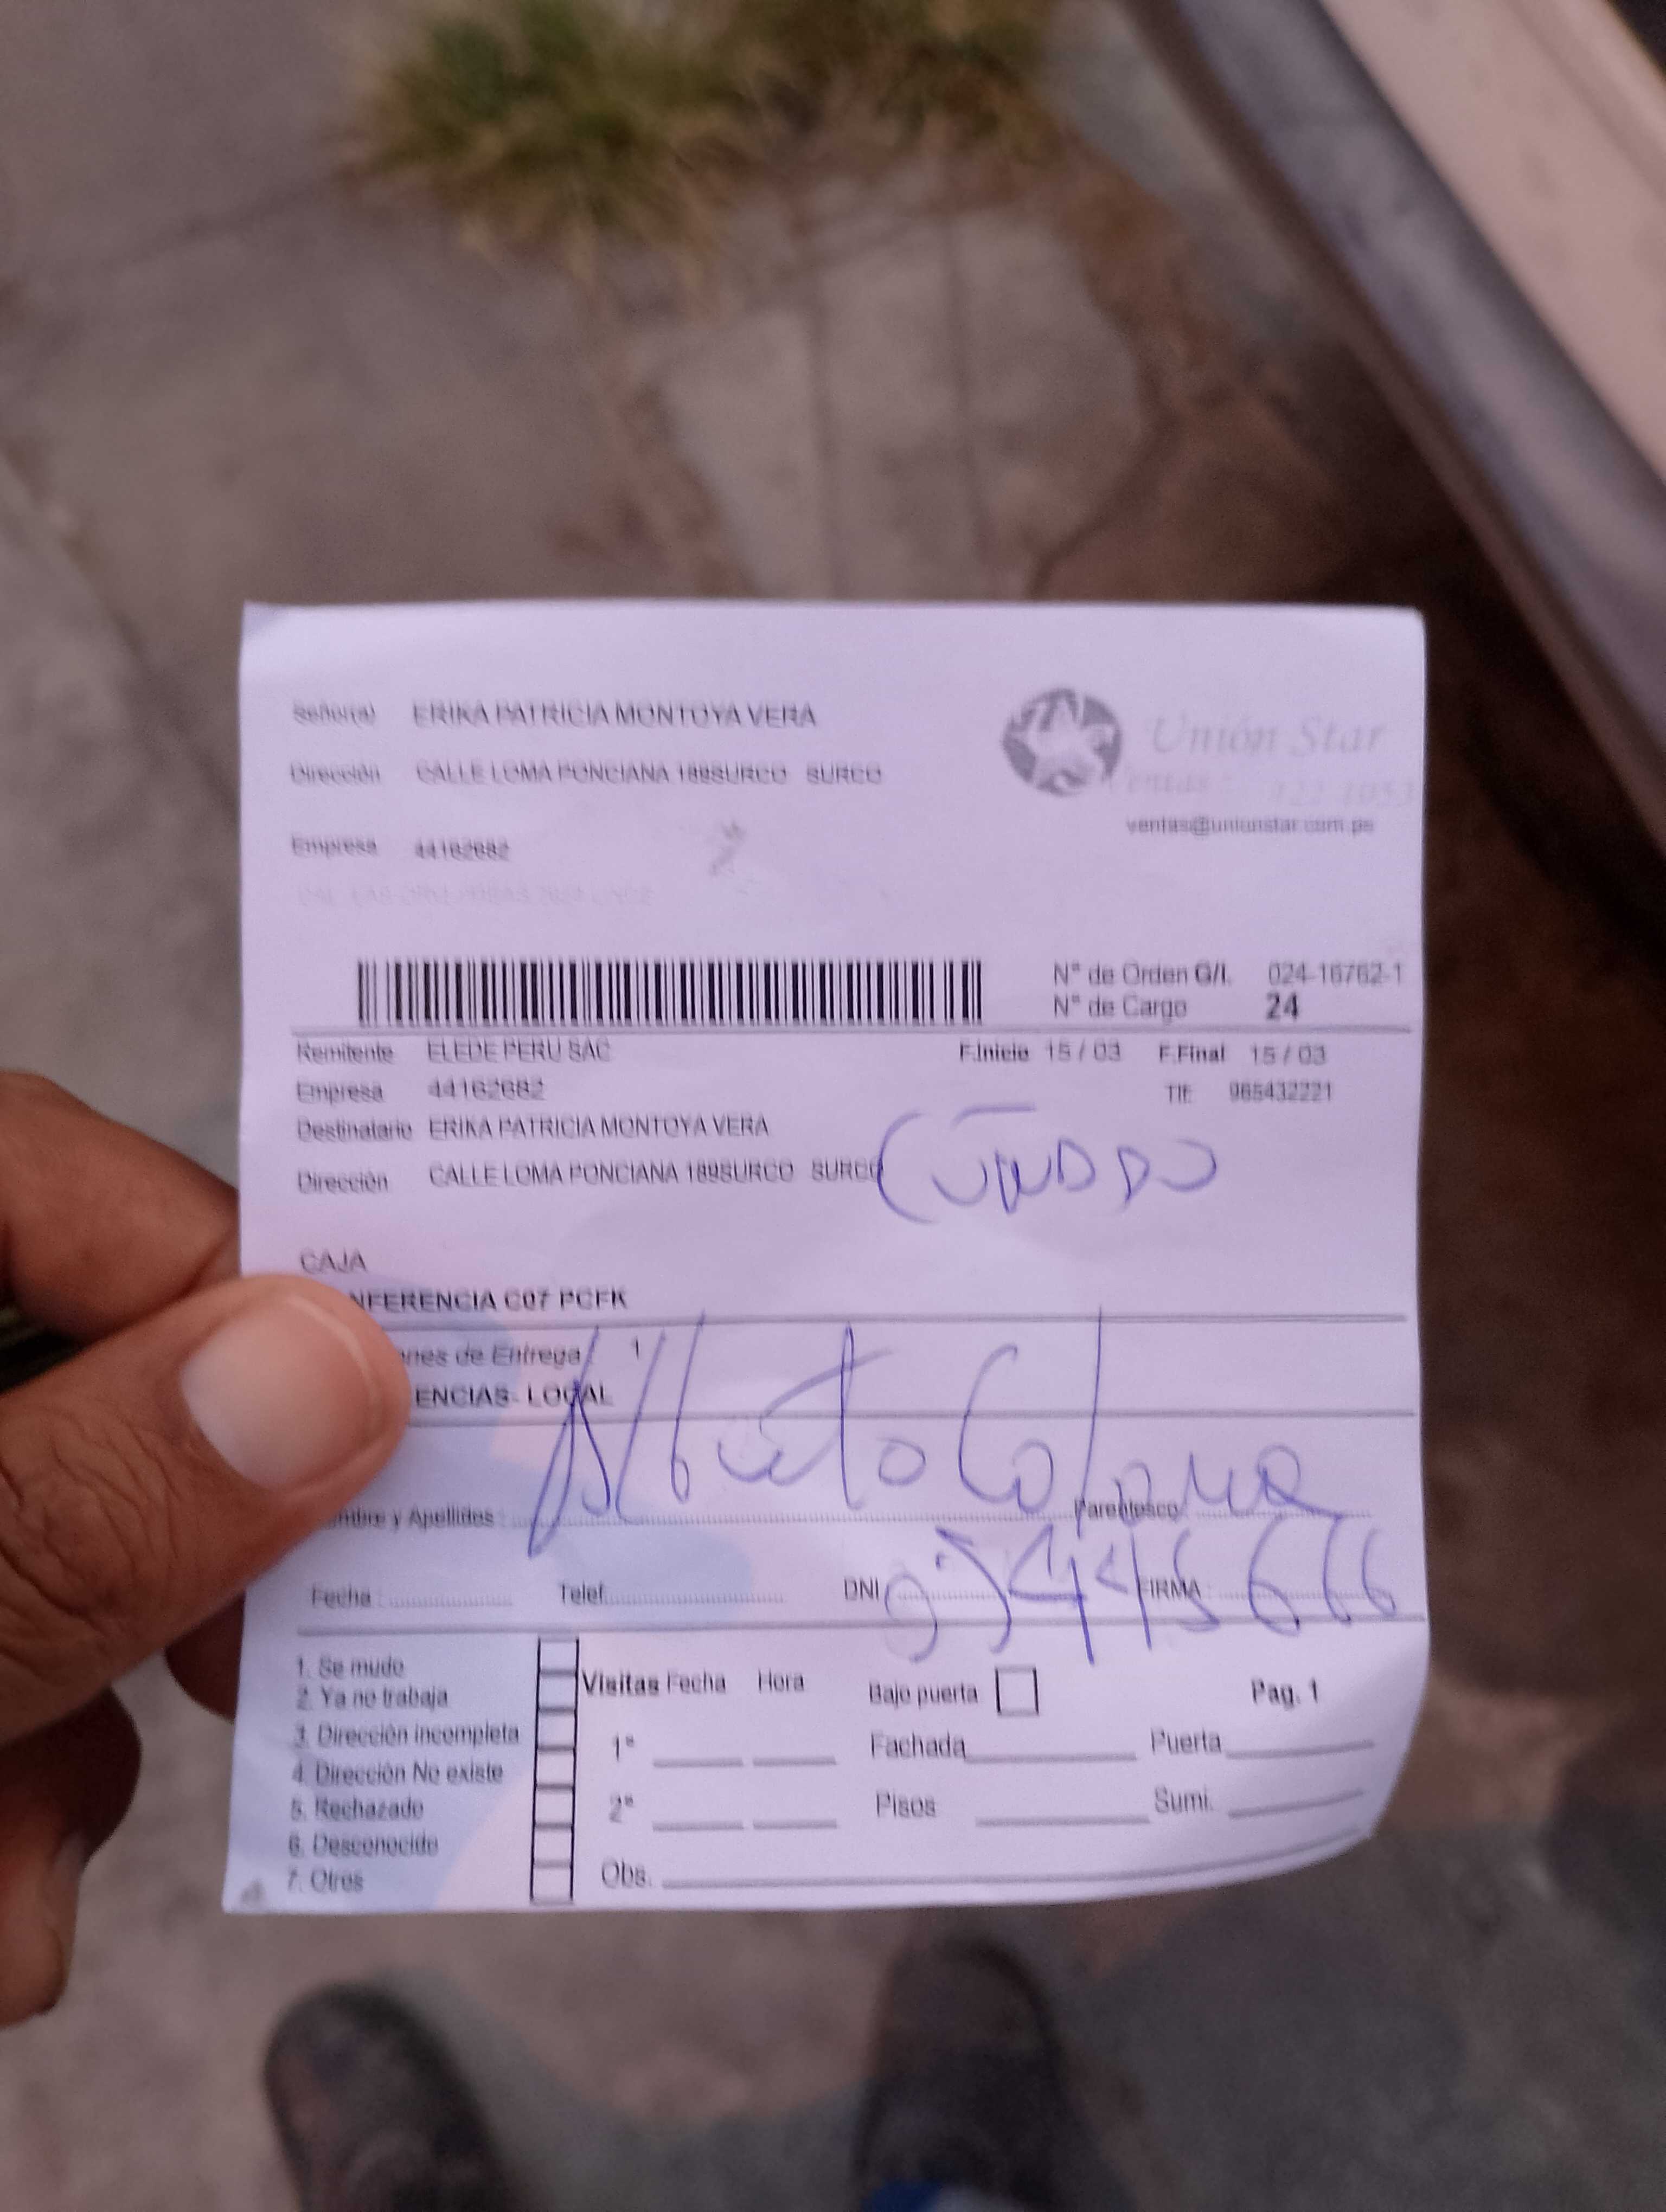 Señor(a) ERIKA PATRICIA MONTOYA VERA
Unión Star
Dirección CALLE LOMA PONCIANA 189SURCO SURCO
ventas@unionstar.com.pe
Empresa 44162682
N° de Orden G/I. 024-16762-1
N° de Cargo 24
Remitente ELEDE PERU SAC F.Inicio 15 / 03 F.Final 15 / 03
Empresa 44162682 Tlf: 965432221
Destinatario ERIKA PATRICIA MONTOYA VERA
Dirección CALLE LOMA PONCIANA 189SURCO SURCO
CAJA
NFERENCIA C07 PCFK
nes de Entrega 1
ENCIAS- LOCAL
Alberto
mbre y Apellidos : Parentesco:
Fecha : Telef. DNI FIRMA :
1. Se mudo
2. Ya no trabaja
3. Dirección incompleta
4. Dirección No existe
5. Rechazado
6. Desconocido
7. Otros
Visitas Fecha Hora
1ª
2ª
Obs.
Bajo puerta Pag. 1
Fachada Puerta
Pisos Sumi.